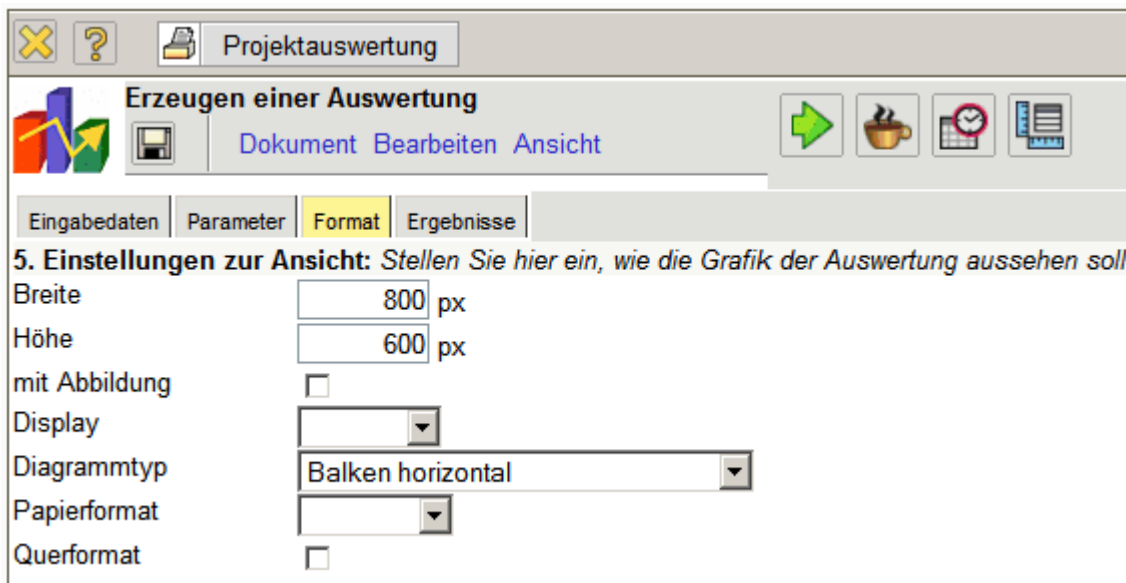 Projektauswertung
Erzeugen einer Auswertung
Dokument Bearbeiten Ansicht
Eingabedaten Parameter Format Ergebnisse
5. Einstellungen zur Ansicht: Stellen Sie hier ein, wie die Grafik der Auswertung aussehen soll
Breite 800 px
Höhe 600 px
mit Abbildung
Display
Diagrammtyp Balken horizontal
Papierformat
Querformat